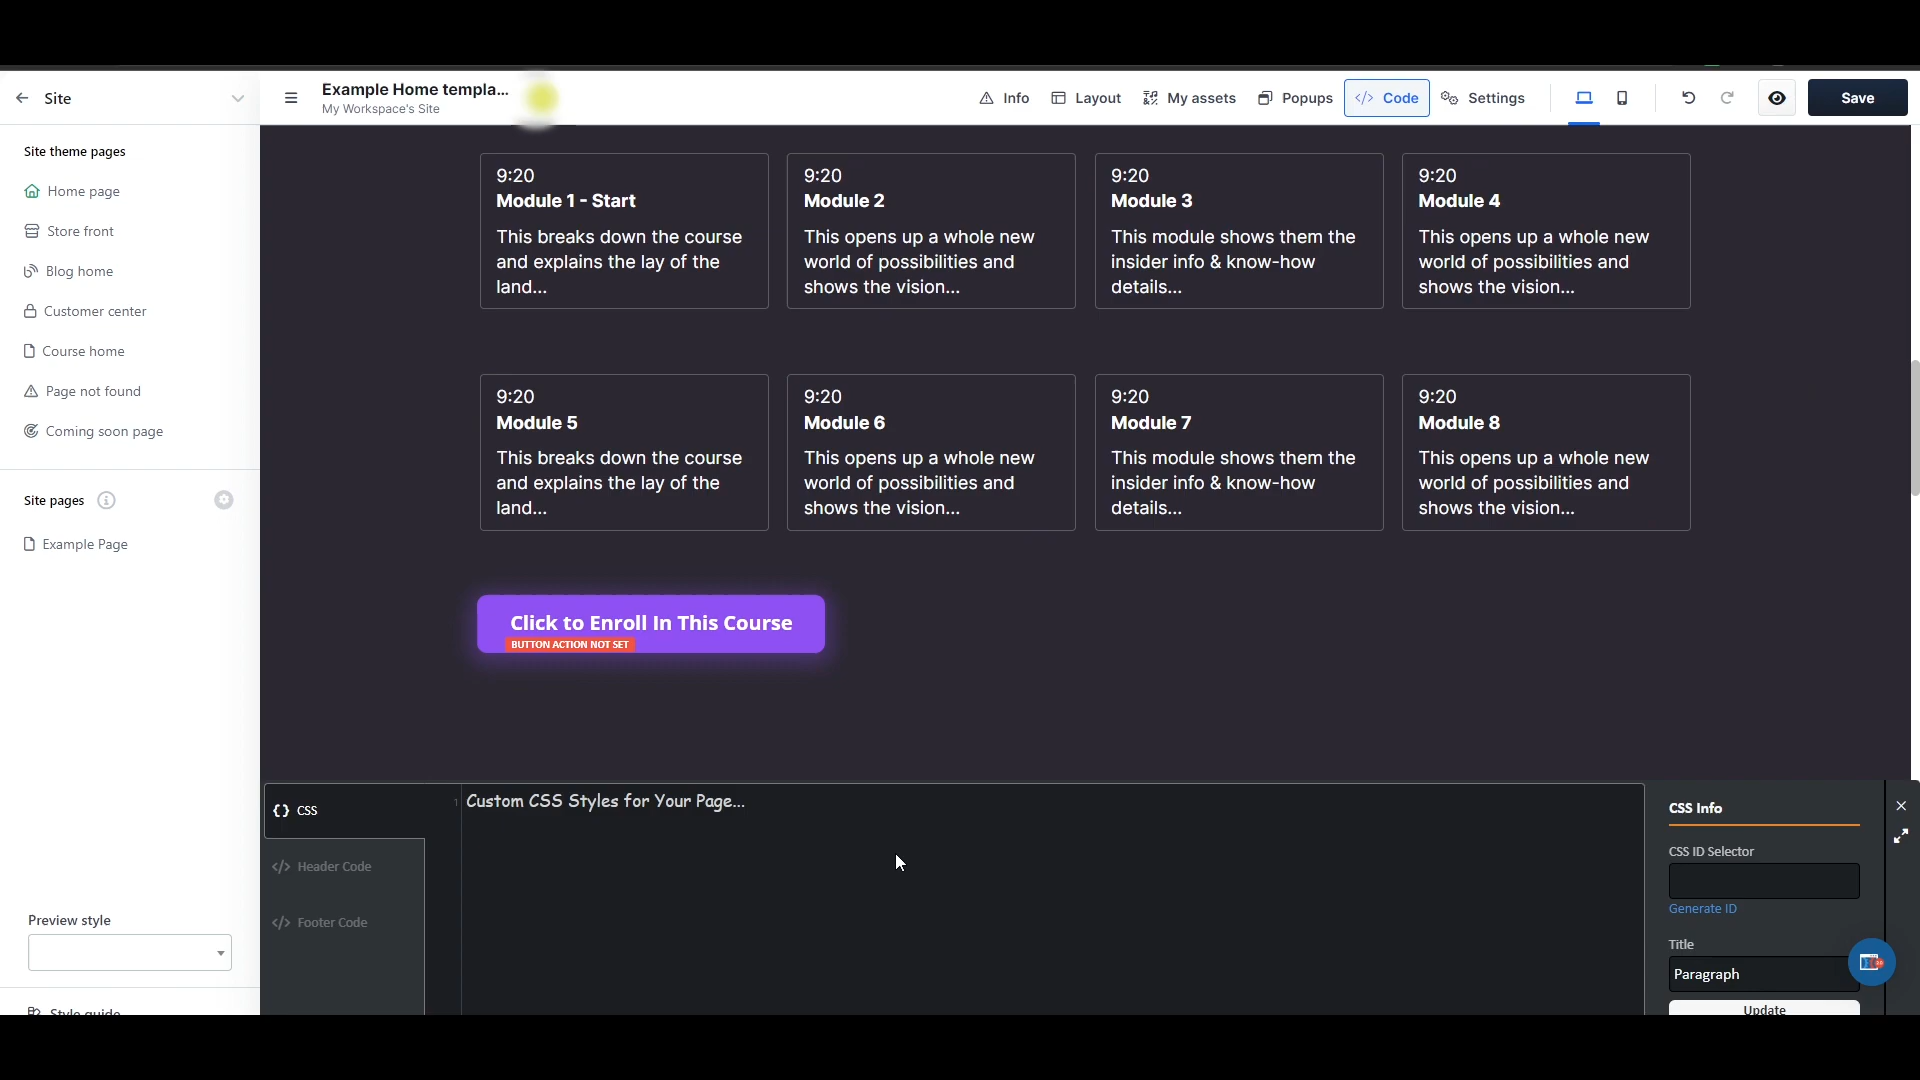 Site
Example Home templa...
My Workspace's Site
Info
Layout
My assets
Popups
</> Code
Settings
Save
Site theme pages
Home page
Store front
Blog home
Customer center
Course home
Page not found
Coming soon page
Site pages
Example Page
Preview style
Style guide
9:20
Module 1 - Start
This breaks down the course
and explains the lay of the
land...
9:20
Module 2
This opens up a whole new
world of possibilities and
shows the vision...
9:20
Module 3
This module shows them the
insider info & know-how
details...
9:20
Module 4
This opens up a whole new
world of possibilities and
shows the vision...
9:20
Module 5
This breaks down the course
and explains the lay of the
land...
9:20
Module 6
This opens up a whole new
world of possibilities and
shows the vision...
9:20
Module 7
This module shows them the
insider info & know-how
details...
9:20
Module 8
This opens up a whole new
world of possibilities and
shows the vision...
Click to Enroll In This Course
BUTTON ACTION NOT SET
{} CSS
</> Header Code
</> Footer Code
1
Custom CSS Styles for Your Page...
CSS Info
CSS ID Selector
Generate ID
Title
Paragraph
Update